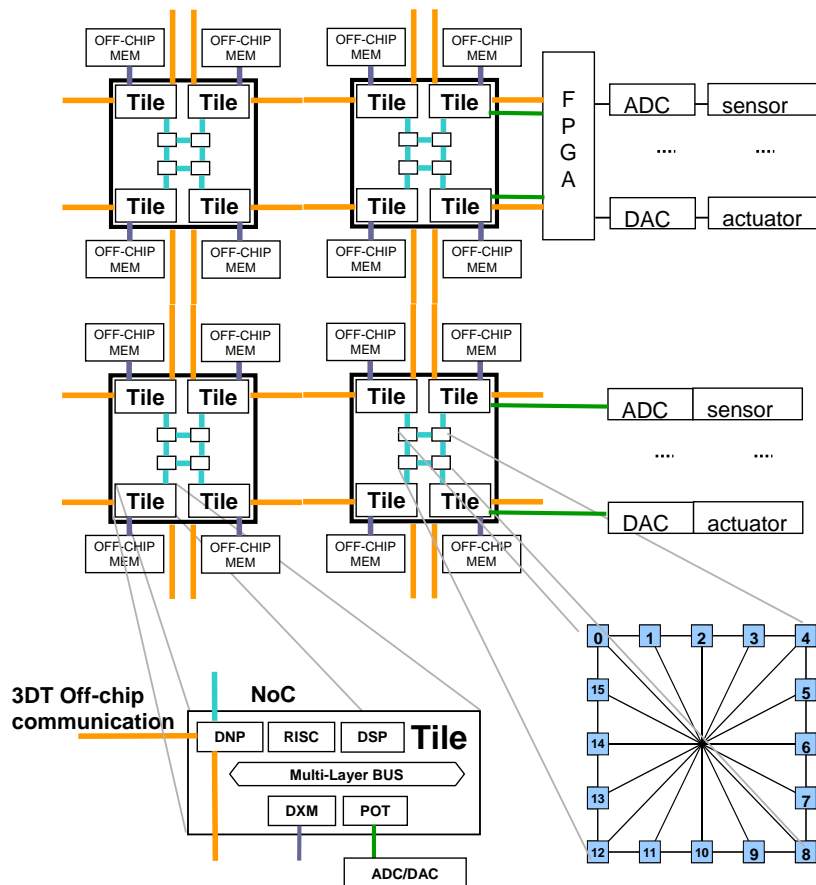 OFF-CHIP
MEM
OFF-CHIP
MEM
OFF-CHIP
MEM
OFF-CHIP
MEM
Tile
Tile
Tile
Tile
F
P
G
A
ADC
sensor
....
....
Tile
Tile
Tile
Tile
DAC
actuator
OFF-CHIP
MEM
OFF-CHIP
MEM
OFF-CHIP
MEM
OFF-CHIP
MEM
OFF-CHIP
MEM
OFF-CHIP
MEM
OFF-CHIP
MEM
OFF-CHIP
MEM
Tile
Tile
Tile
Tile
ADC
sensor
....
....
Tile
Tile
Tile
Tile
DAC
actuator
OFF-CHIP
MEM
OFF-CHIP
MEM
OFF-CHIP
MEM
OFF-CHIP
MEM
3DT Off-chip
communication
NoC
DNP
RISC
DSP
Tile
Multi-Layer BUS
DXM
POT
ADC/DAC
0
1
2
3
4
15
5
14
6
13
7
12
11
10
9
8